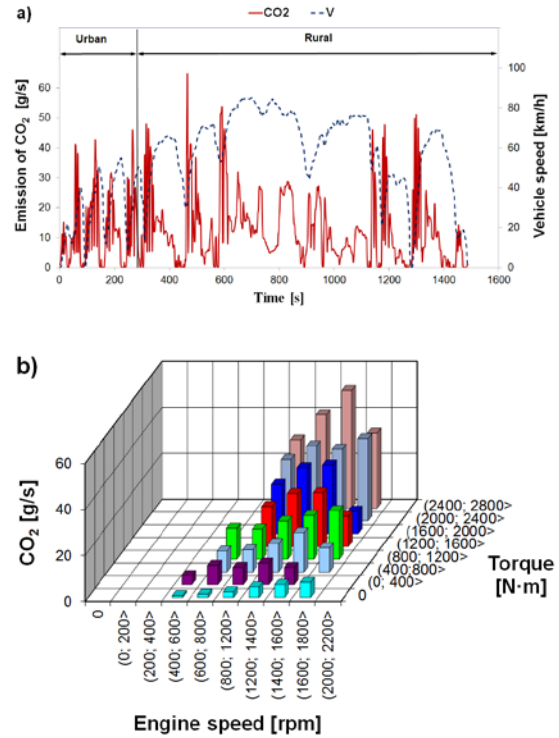 a)
CO2 V
Urban Rural
Emission of CO2 [g/s]
60
50
40
30
20
10
0
Vehicle speed [km/h]
100
80
60
40
20
0
0 200 400 600 800 1000 1200 1400 1600
Time [s]
b)
CO2 [g/s]
60
40
20
0
0
(0; 200>
(200; 400>
(400; 600>
(600; 800>
(800; 1200>
(1200; 1400>
(1400; 1600>
(1600; 1800>
(2000; 2200>
Engine speed [rpm]
(2400; 2800>
(2000; 2400>
(1600; 2000>
(1200; 1600>
(800; 1200>
(400;800>
(0; 400>
0
Torque
[N·m]